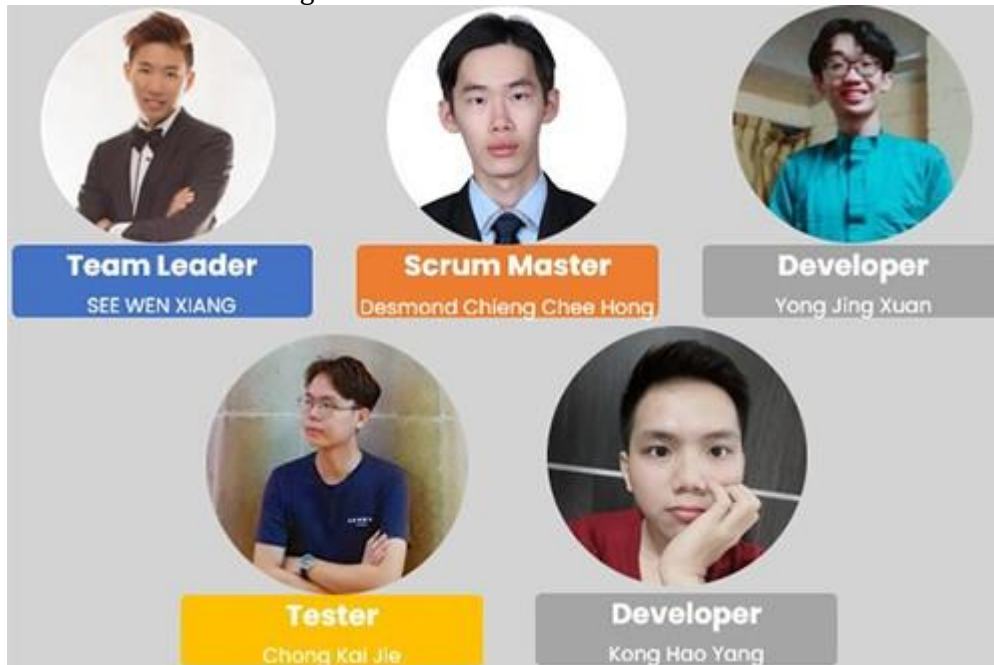 Team Leader
SEE WEN XIANG
Scrum Master
Desmond Chieng Chee Hong
Developer
Yong Jing Xuan
Tester
Chong Kai Jie
Developer
Kong Hao Yang